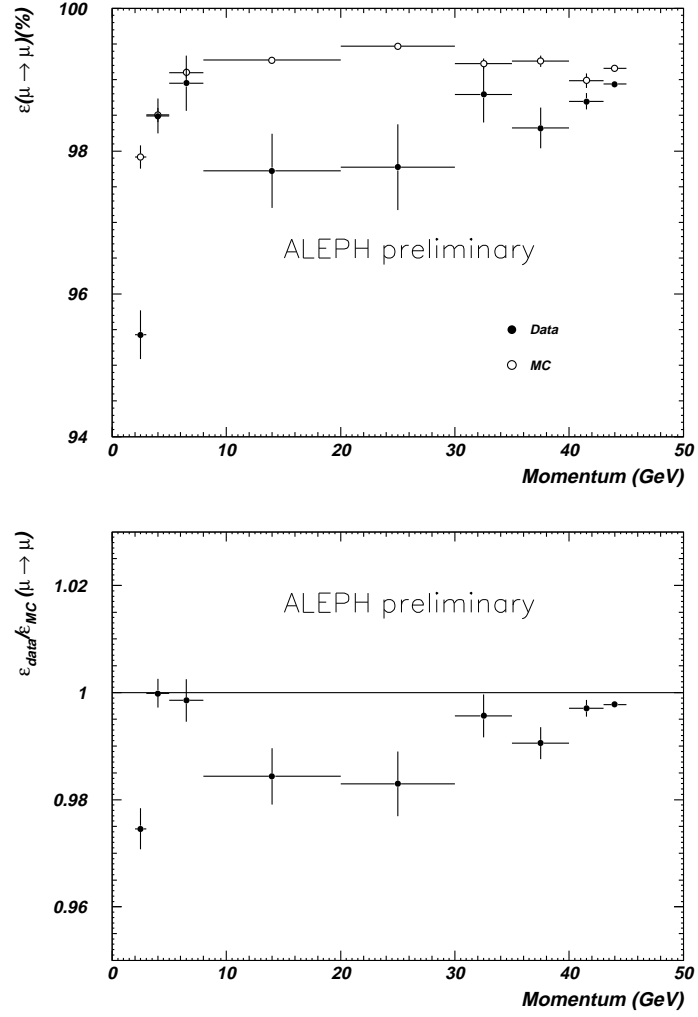 ε(μ → μ)(%)
100
98
96
94
ALEPH preliminary
Data
MC
0 10 20 30 40 50
Momentum (GeV)
ε_data/ε_MC (μ → μ)
1.02
1
0.98
0.96
ALEPH preliminary
0 10 20 30 40 50
Momentum (GeV)